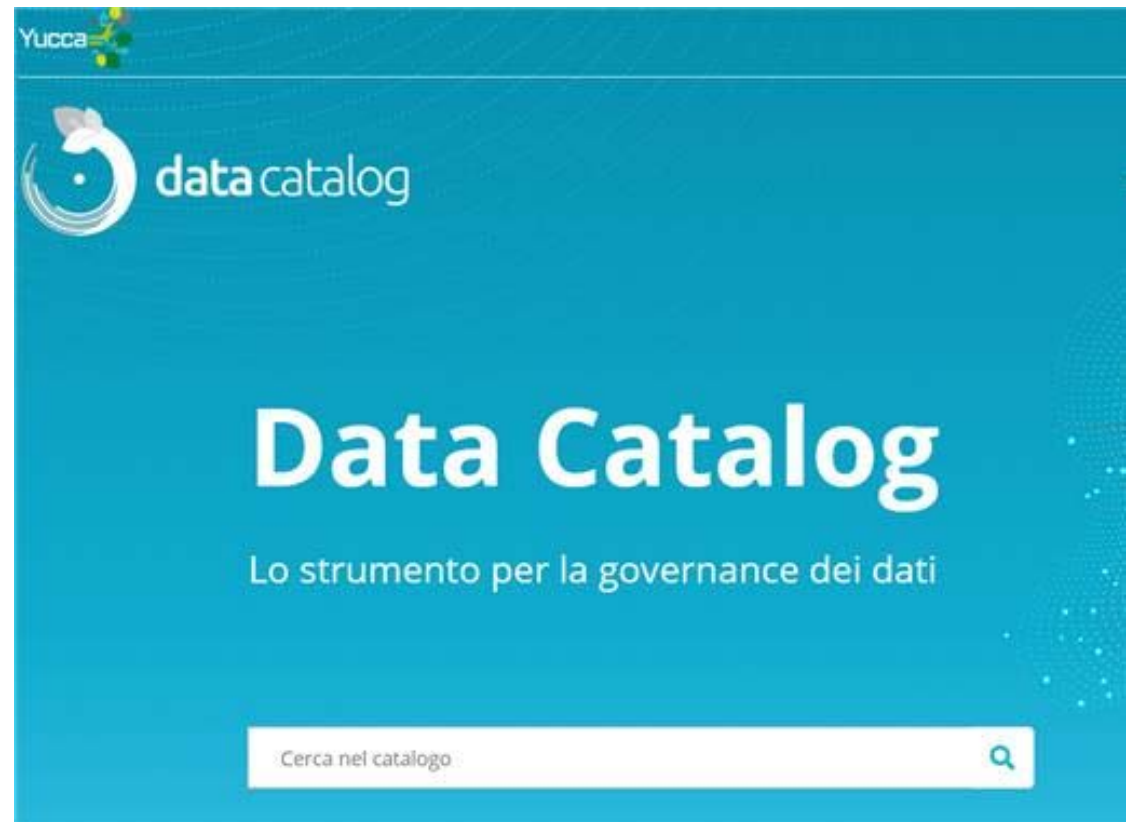 Yucca
data catalog
Data Catalog
Lo strumento per la governance dei dati
Cerca nel catalogo